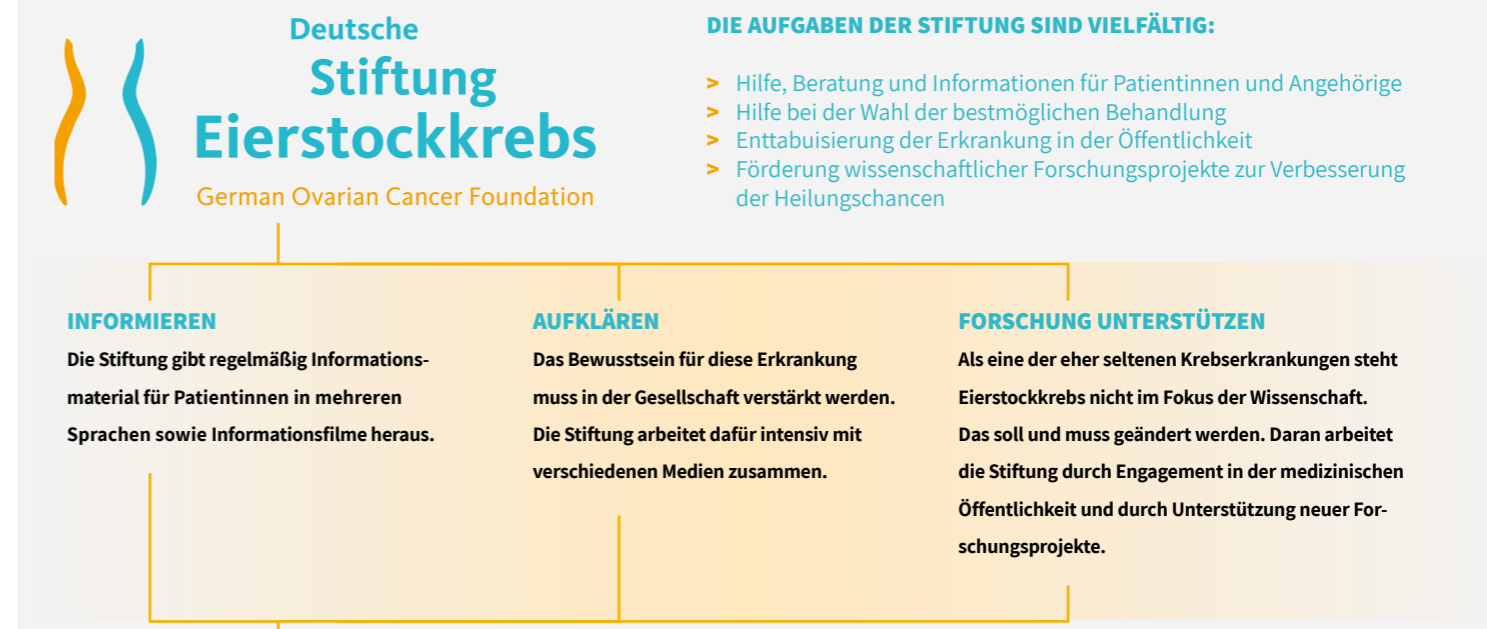 Deutsche
Stiftung
Eierstockkrebs
German Ovarian Cancer Foundation
DIE AUFGABEN DER STIFTUNG SIND VIELFÄLTIG:
> Hilfe, Beratung und Informationen für Patientinnen und Angehörige
> Hilfe bei der Wahl der bestmöglichen Behandlung
> Enttabuisierung der Erkrankung in der Öffentlichkeit
> Förderung wissenschaftlicher Forschungsprojekte zur Verbesserung
der Heilungschancen
INFORMIEREN
Die Stiftung gibt regelmäßig Informations-
material für Patientinnen in mehreren
Sprachen sowie Informationsfilme heraus.
AUFKLÄREN
Das Bewusstsein für diese Erkrankung
muss in der Gesellschaft verstärkt werden.
Die Stiftung arbeitet dafür intensiv mit
verschiedenen Medien zusammen.
FORSCHUNG UNTERSTÜTZEN
Als eine der eher seltenen Krebserkrankungen steht
Eierstockkrebs nicht im Fokus der Wissenschaft.
Das soll und muss geändert werden. Daran arbeitet
die Stiftung durch Engagement in der medizinischen
Öffentlichkeit und durch Unterstützung neuer For-
schungsprojekte.